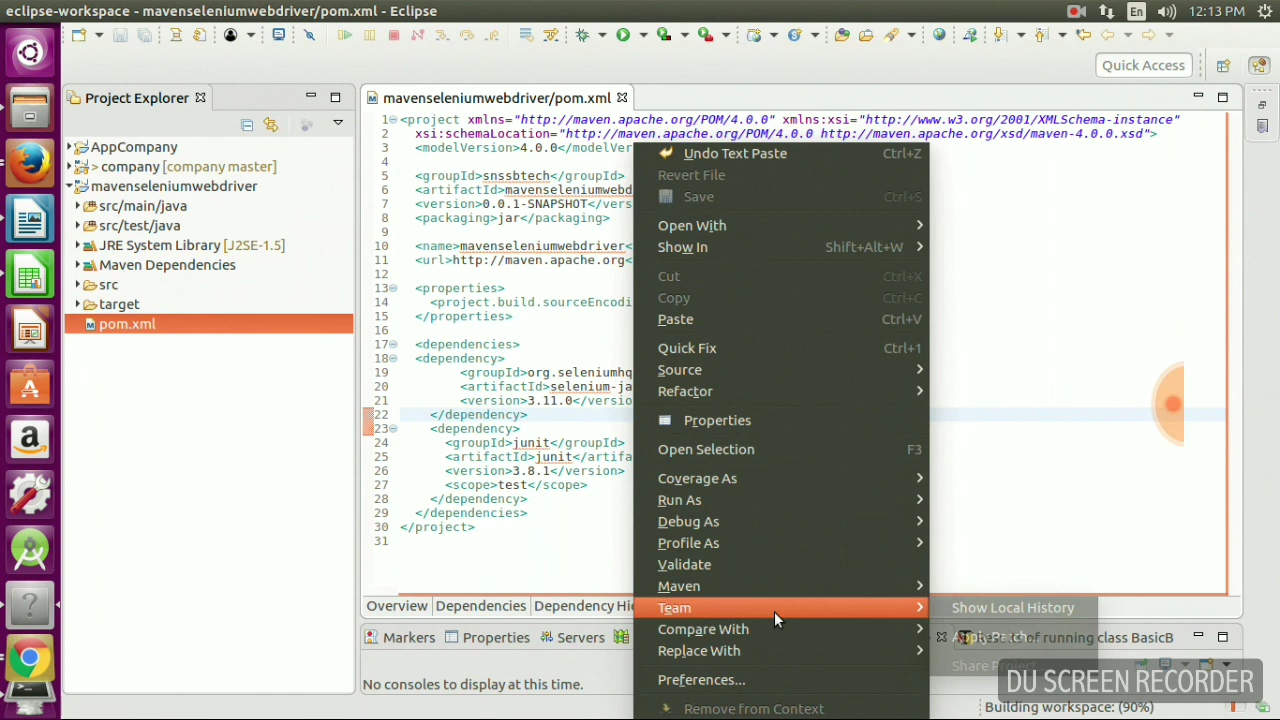 eclipse-workspace - mavenseleniumwebdriver/pom.xml - Eclipse
En
12:13 PM
Quick Access
Project Explorer
AppCompany
> company [company master]
mavenseleniumwebdriver
src/main/java
src/test/java
JRE System Library [J2SE-1.5]
Maven Dependencies
src
target
pom.xml
mavenseleniumwebdriver/pom.xml
1 <project xmlns="http://maven.apache.org/POM/4.0.0" xmlns:xsi="http://www.w3.org/2001/XMLSchema-instance"
2 xsi:schemaLocation="http://maven.apache.org/POM/4.0.0 http://maven.apache.org/xsd/maven-4.0.0.xsd">
3 <modelVersion>4.0.0</modelVer
4
5 <groupId>snssbtech</groupId>
6 <artifactId>mavenseleniumwebd
7 <version>0.0.1-SNAPSHOT</vers
8 <packaging>jar</packaging>
9
10 <name>mavenseleniumwebdriver<
11 <url>http://maven.apache.org<
12
13 <properties>
14 <project.build.sourceEncodi
15 </properties>
16
17 <dependencies>
18 <dependency>
19 <groupId>org.seleniumhq
20 <artifactId>selenium-ja
21 <version>3.11.0</versio
22 </dependency>
23 <dependency>
24 <groupId>junit</groupId>
25 <artifactId>junit</artifac
26 <version>3.8.1</version>
27 <scope>test</scope>
28 </dependency>
29 </dependencies>
30 </project>
31
Overview
Dependencies
Dependency Hi
Undo Text Paste Ctrl+Z
Revert File
Save Ctrl+S
Open With
Show In Shift+Alt+W
Cut Ctrl+X
Copy Ctrl+C
Paste Ctrl+V
Quick Fix Ctrl+1
Source
Refactor
Properties
Open Selection F3
Coverage As
Run As
Debug As
Profile As
Validate
Maven
Team
Compare With
Replace With
Preferences...
Remove from Context
Show Local History
Share Project
Markers
Properties
Servers
of running class BasicB
No consoles to display at this time.
DU SCREEN RECORDER
Building workspace: (90%)